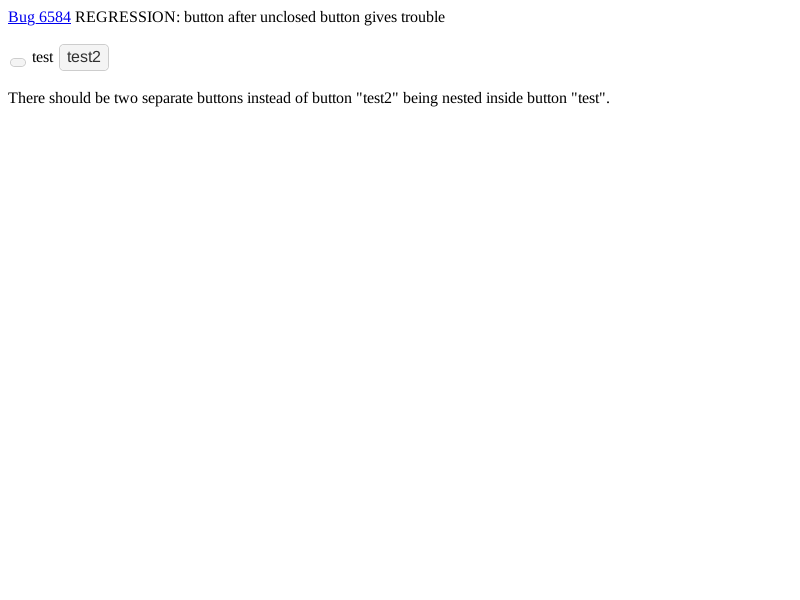 Bug 6584 REGRESSION: button after unclosed button gives trouble
test test2
There should be two separate buttons instead of button "test2" being nested inside button "test".